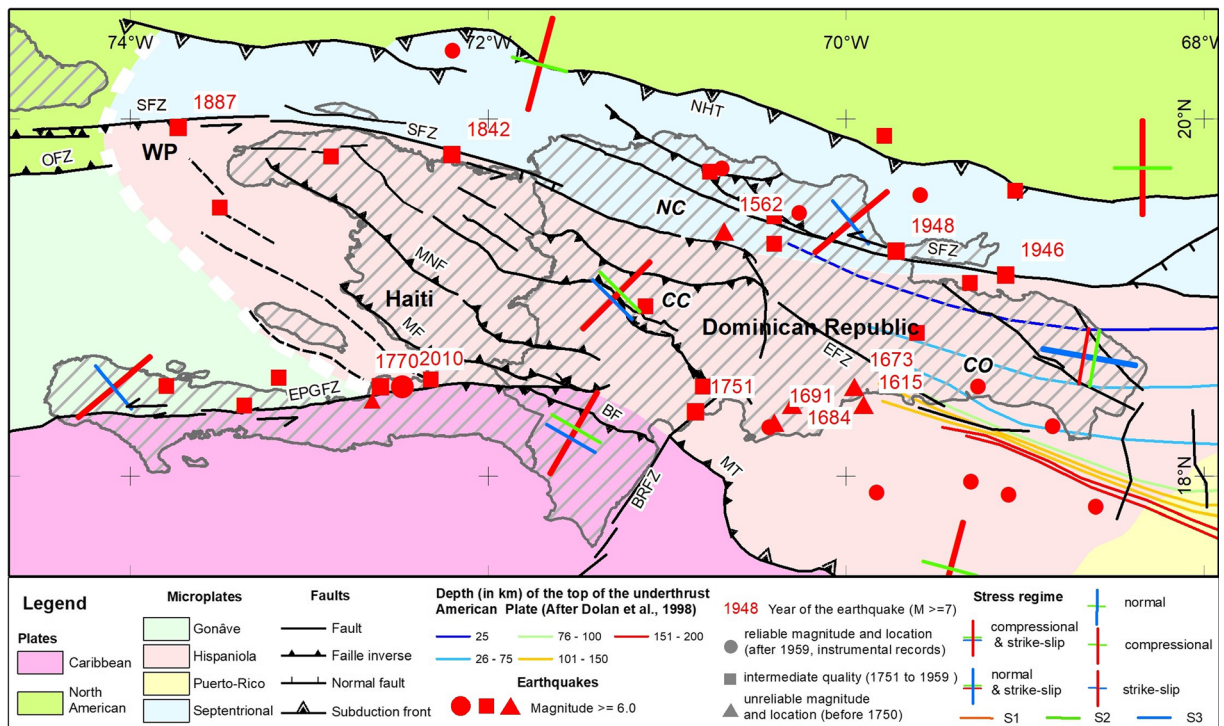 74°W
72°W
70°W
68°W
SFZ
1887
1842
NHT
20°N
WP
SFZ
OFZ
NC
1562
1948
SFZ
1946
MNF
Haiti
CC
Dominican Republic
MF
EFZ
CO
1770
2010
1673
EPGFZ
1751
1691
1615
BF
1684
MT
18°N
BRFZ
Legend
Plates
Caribbean
North
American
Microplates
Gonâve
Hispaniola
Puerto-Rico
Septentrional
Faults
Fault
Faille inverse
Normal fault
Subduction front
Depth (in km) of the top of the underthrust
American Plate (After Dolan et al., 1998)
25
76 - 100
151 - 200
26 - 75
101 - 150
Earthquakes
Magnitude >= 6.0
1948 Year of the earthquake (M >=7)
reliable magnitude and location
(after 1959, instrumental records)
intermediate quality (1751 to 1959)
unreliable magnitude
and location (before 1750)
Stress regime
compressional
& strike-slip
normal
& strike-slip
normal
compressional
strike-slip
S1
S2
S3